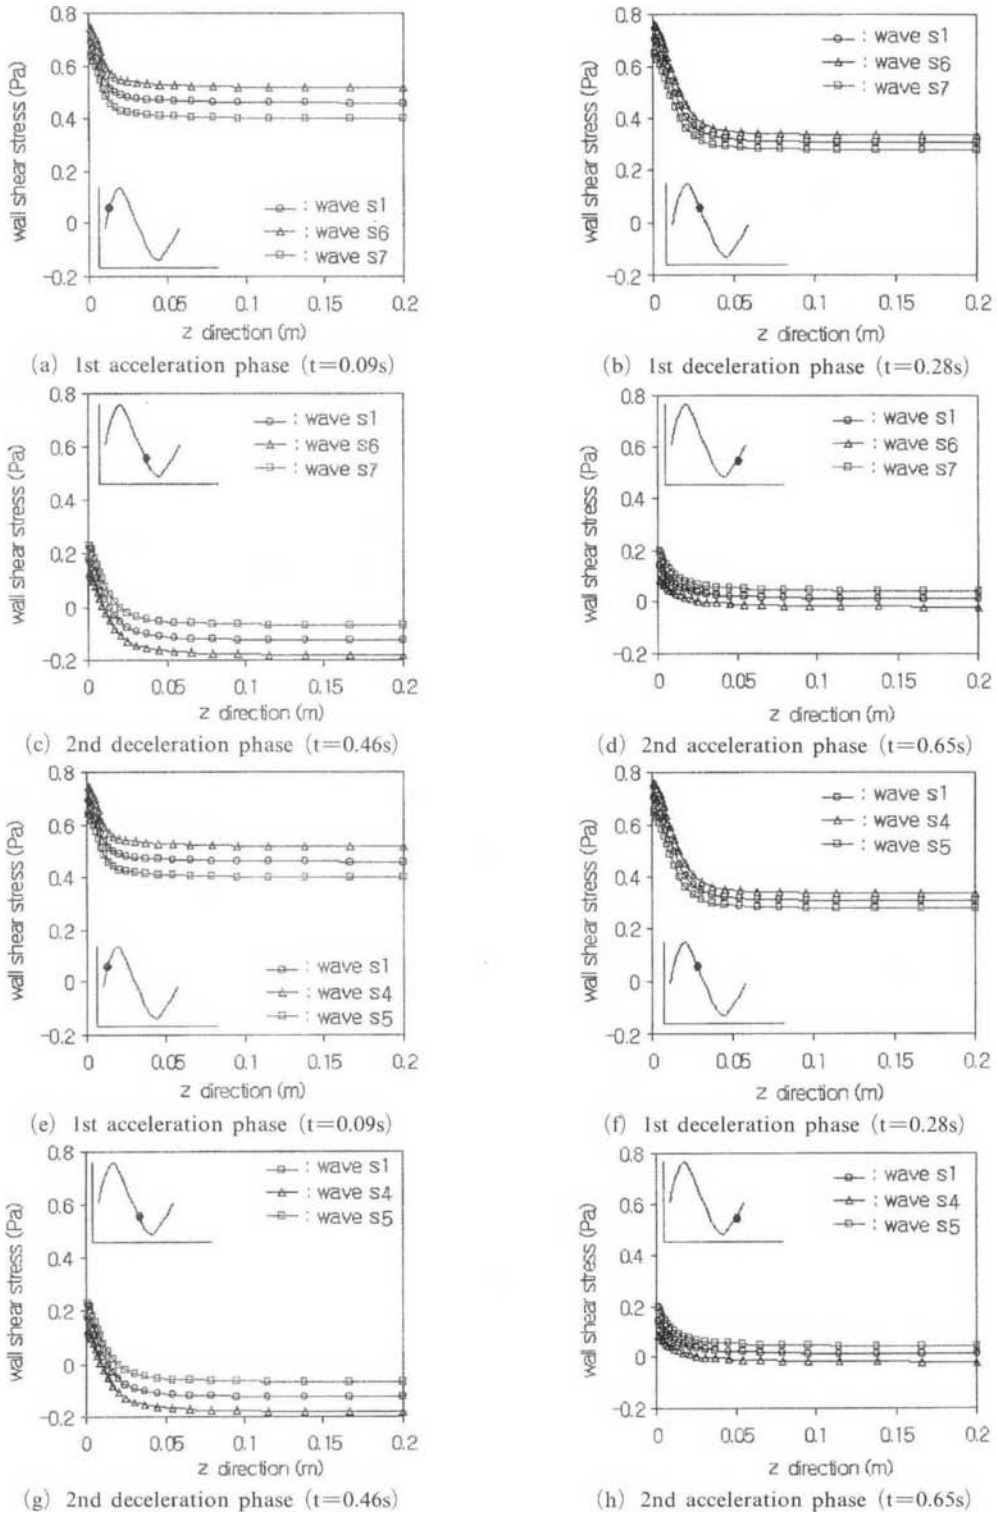 0.8
0.6
0.4
0.2
0
-0.2
wall shear stress (Pa)
: wave s1
: wave s6
: wave s7
0 0.05 0.1 0.15 0.2
z direction (m)
(a) 1st acceleration phase (t=0.09s)
0.8
0.6
0.4
0.2
0
-0.2
wall shear stress (Pa)
: wave s1
: wave s6
: wave s7
0 0.05 0.1 0.15 0.2
z direction (m)
(b) 1st deceleration phase (t=0.28s)
0.8
0.6
0.4
0.2
0
-0.2
wall shear stress (Pa)
: wave s1
: wave s6
: wave s7
0 0.05 0.1 0.15 0.2
z direction (m)
(c) 2nd deceleration phase (t=0.46s)
0.8
0.6
0.4
0.2
0
-0.2
wall shear stress (Pa)
: wave s1
: wave s6
: wave s7
0 0.05 0.1 0.15 0.2
z direction (m)
(d) 2nd acceleration phase (t=0.65s)
0.8
0.6
0.4
0.2
0
-0.2
wall shear stress (Pa)
: wave s1
: wave s4
: wave s5
0 0.05 0.1 0.15 0.2
z direction (m)
(e) 1st acceleration phase (t=0.09s)
0.8
0.6
0.4
0.2
0
-0.2
wall shear stress (Pa)
: wave s1
: wave s4
: wave s5
0 0.05 0.1 0.15 0.2
z direction (m)
(f) 1st deceleration phase (t=0.28s)
0.8
0.6
0.4
0.2
0
-0.2
wall shear stress (Pa)
: wave s1
: wave s4
: wave s5
0 0.05 0.1 0.15 0.2
z direction (m)
(g) 2nd deceleration phase (t=0.46s)
0.8
0.6
0.4
0.2
0
-0.2
wall shear stress (Pa)
: wave s1
: wave s4
: wave s5
0 0.05 0.1 0.15 0.2
z direction (m)
(h) 2nd acceleration phase (t=0.65s)